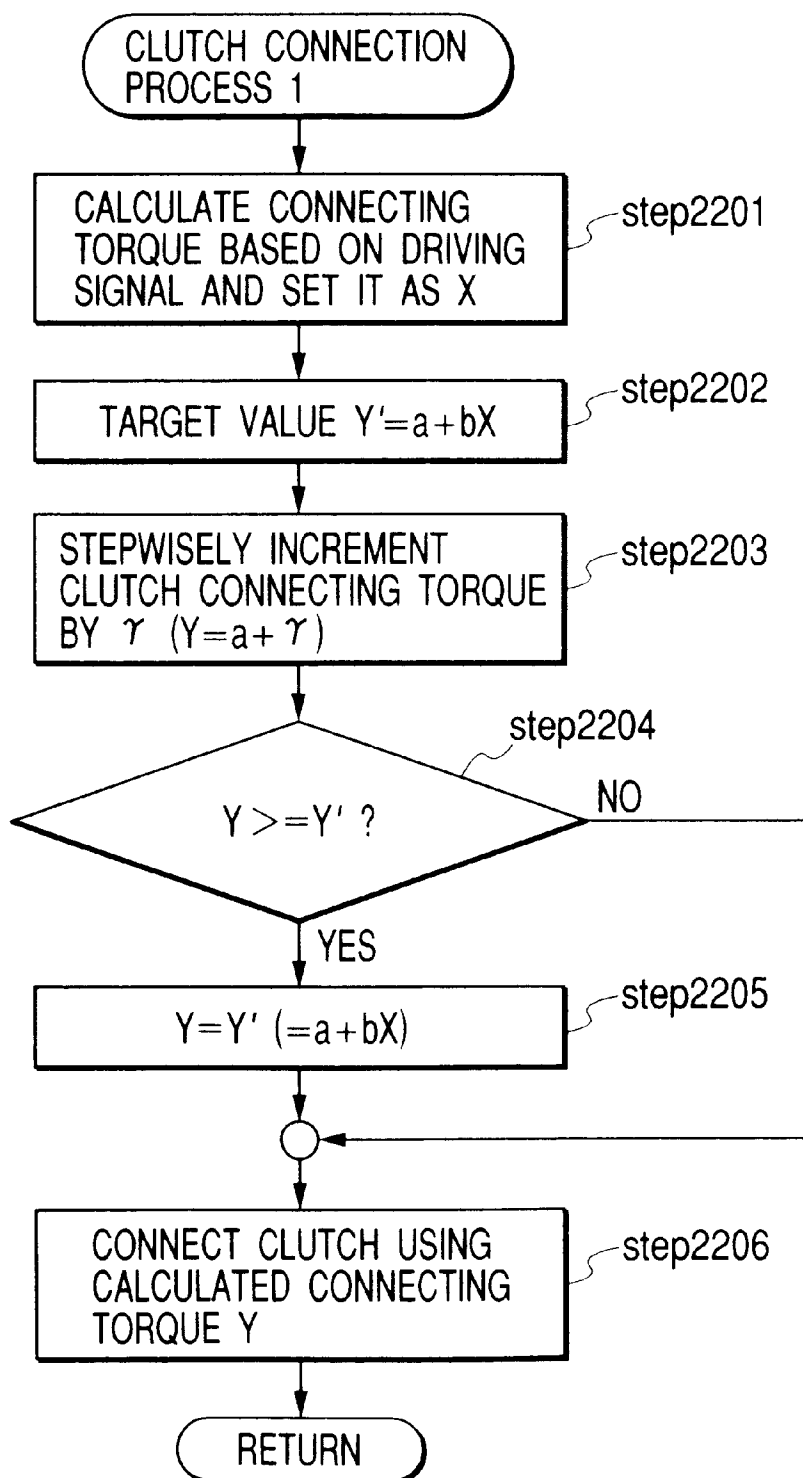 CLUTCH CONNECTION
PROCESS 1
CALCULATE CONNECTING
TORQUE BASED ON DRIVING
SIGNAL AND SET IT AS X
step2201
TARGET VALUE Y'=a+bX
step2202
STEPWISELY INCREMENT
CLUTCH CONNECTING TORQUE
BY γ (Y=a+γ)
step2203
step2204
Y>=Y' ?
NO
YES
Y=Y' (=a+bX)
step2205
CONNECT CLUTCH USING
CALCULATED CONNECTING
TORQUE Y
step2206
RETURN